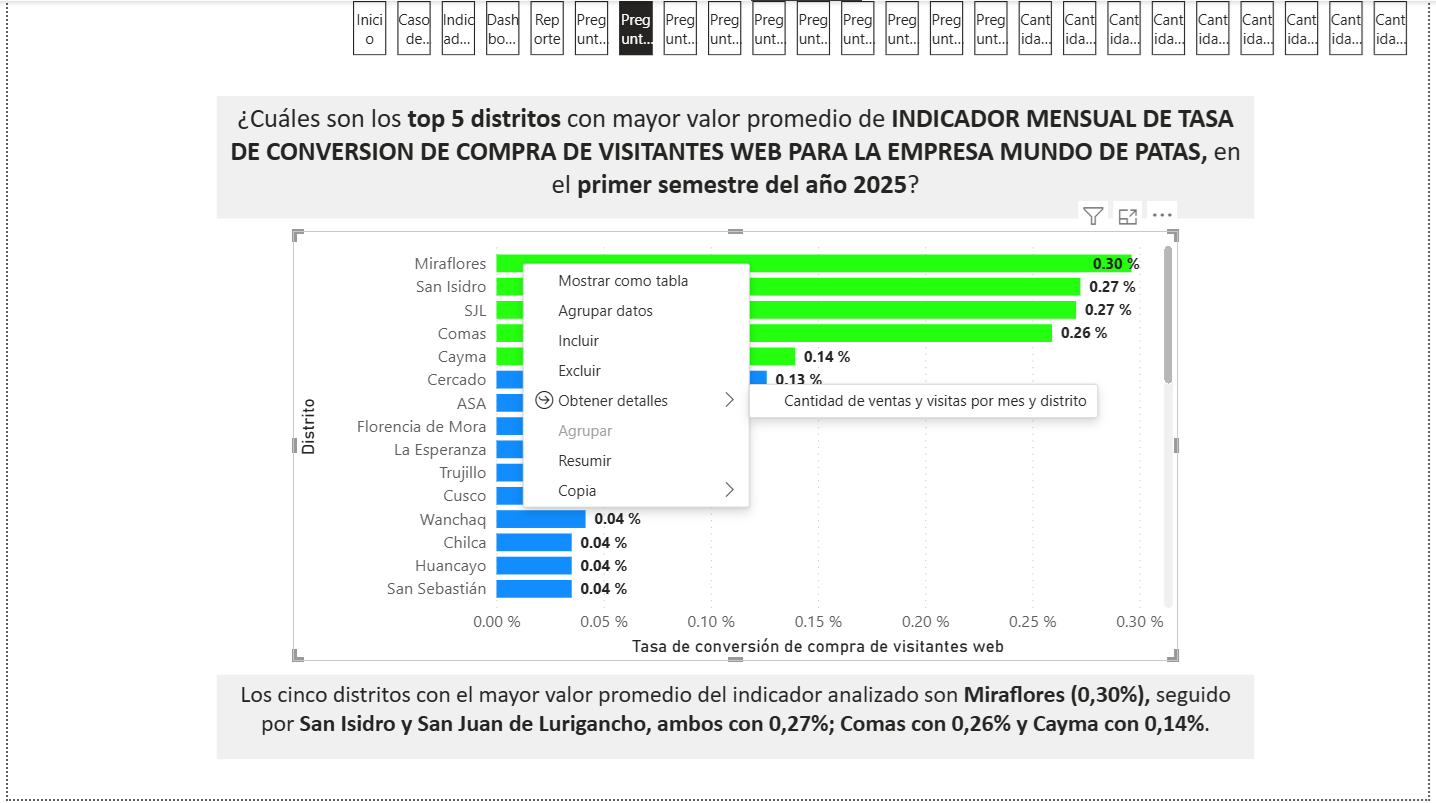 Inici
o
Caso
de...
Indic
ad...
Dash
bo...
Rep
orte
Preg
unt...
Preg
unt...
Preg
unt...
Preg
unt...
Preg
unt...
Preg
unt...
Preg
unt...
Preg
unt...
Preg
unt...
Preg
unt...
Cant
ida...
Cant
ida...
Cant
ida...
Cant
ida...
Cant
ida...
Cant
ida...
Cant
ida...
Cant
ida...
Cant
ida...
¿Cuáles son los top 5 distritos con mayor valor promedio de INDICADOR MENSUAL DE TASA
DE CONVERSION DE COMPRA DE VISITANTES WEB PARA LA EMPRESA MUNDO DE PATAS, en
el primer semestre del año 2025?
Distrito
Miraflores 0.30 %
San Isidro 0.27 %
SJL 0.27 %
Comas 0.26 %
Cayma 0.14 %
Cercado 0.13 %
ASA
Florencia de Mora
La Esperanza
Trujillo
Cusco
Wanchaq 0.04 %
Chilca 0.04 %
Huancayo 0.04 %
San Sebastián 0.04 %
Mostrar como tabla
Agrupar datos
Incluir
Excluir
Obtener detalles
Cantidad de ventas y visitas por mes y distrito
Agrupar
Resumir
Copia
0.00 % 0.05 % 0.10 % 0.15 % 0.20 % 0.25 % 0.30 %
Tasa de conversión de compra de visitantes web
Los cinco distritos con el mayor valor promedio del indicador analizado son Miraflores (0,30%), seguido
por San Isidro y San Juan de Lurigancho, ambos con 0,27%; Comas con 0,26% y Cayma con 0,14%.